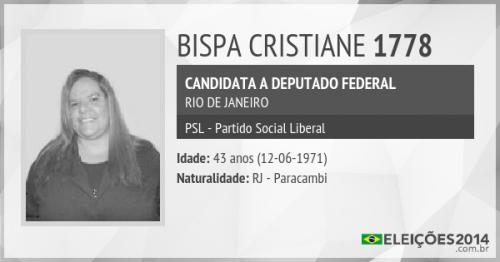 BISPA CRISTIANE 1778
CANDIDATA A DEPUTADO FEDERAL
RIO DE JANEIRO
PSL - Partido Social Liberal
Idade: 43 anos (12-06-1971)
Naturalidade: RJ - Paracambi
ELEIÇÕES2014
.com.br